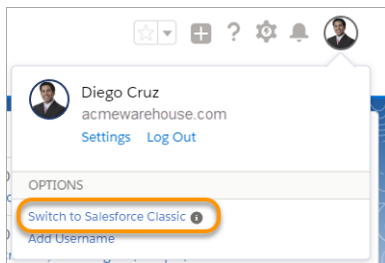 Diego Cruz
acmewarehouse.com
Settings Log Out
OPTIONS
Switch to Salesforce Classic
Add Username